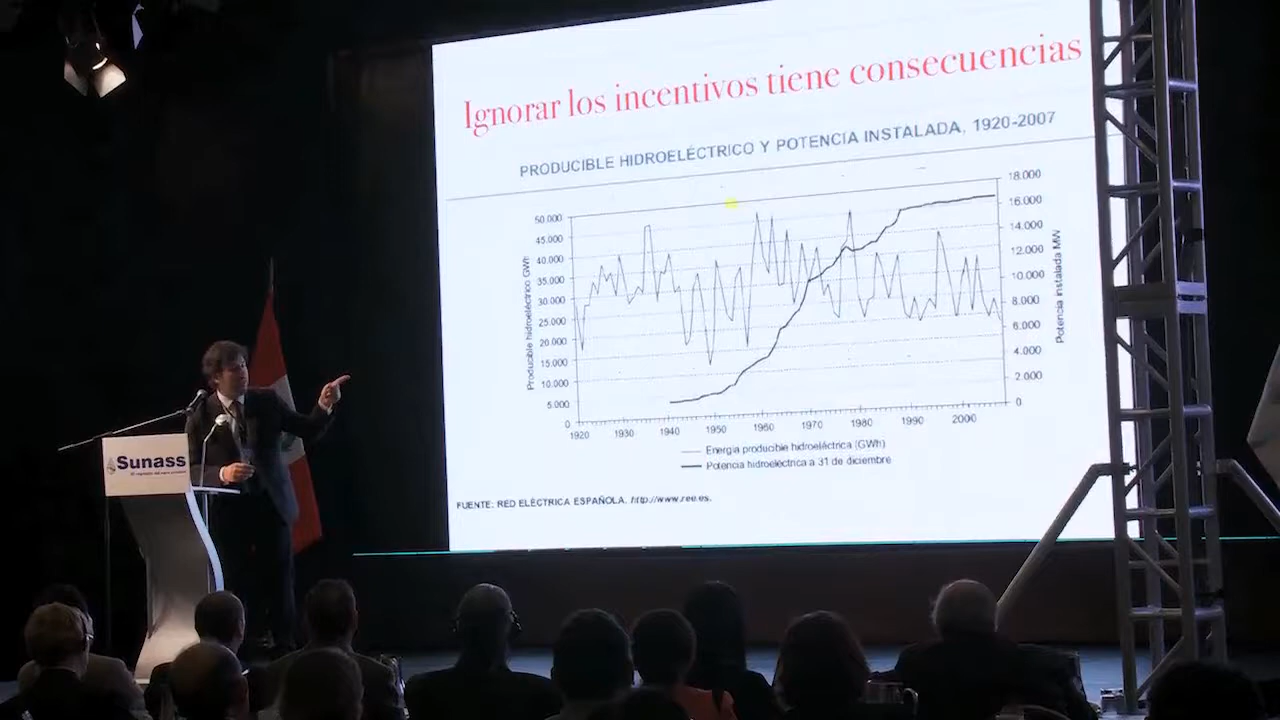 Ignorar los incentivos tiene consecuencias
PRODUCIBLE HIDROELÉCTRICO Y POTENCIA INSTALADA, 1920-2007
Producible hidroeléctrico GWh
50.000
45.000
40.000
35.000
30.000
25.000
20.000
15.000
10.000
5.000
0
18.000
16.000
14.000
12.000
10.000
8.000
6.000
4.000
2.000
0
Potencia instalada MW
1920 1930 1940 1950 1960 1970 1980 1990 2000
Energía producible hidroeléctrica (GWh)
Potencia hidroeléctrica a 31 de diciembre
FUENTE: RED ELÉCTRICA ESPAÑOLA. http://www.ree.es.
Sunass